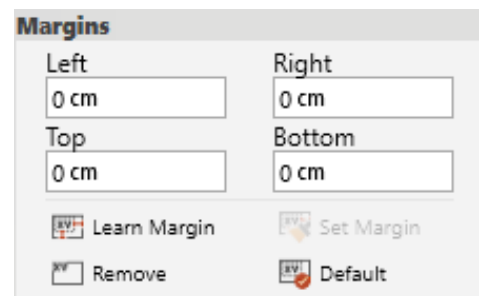 Margins
Left Right
0 cm 0 cm
Top Bottom
0 cm 0 cm
Learn Margin Set Margin
Remove Default